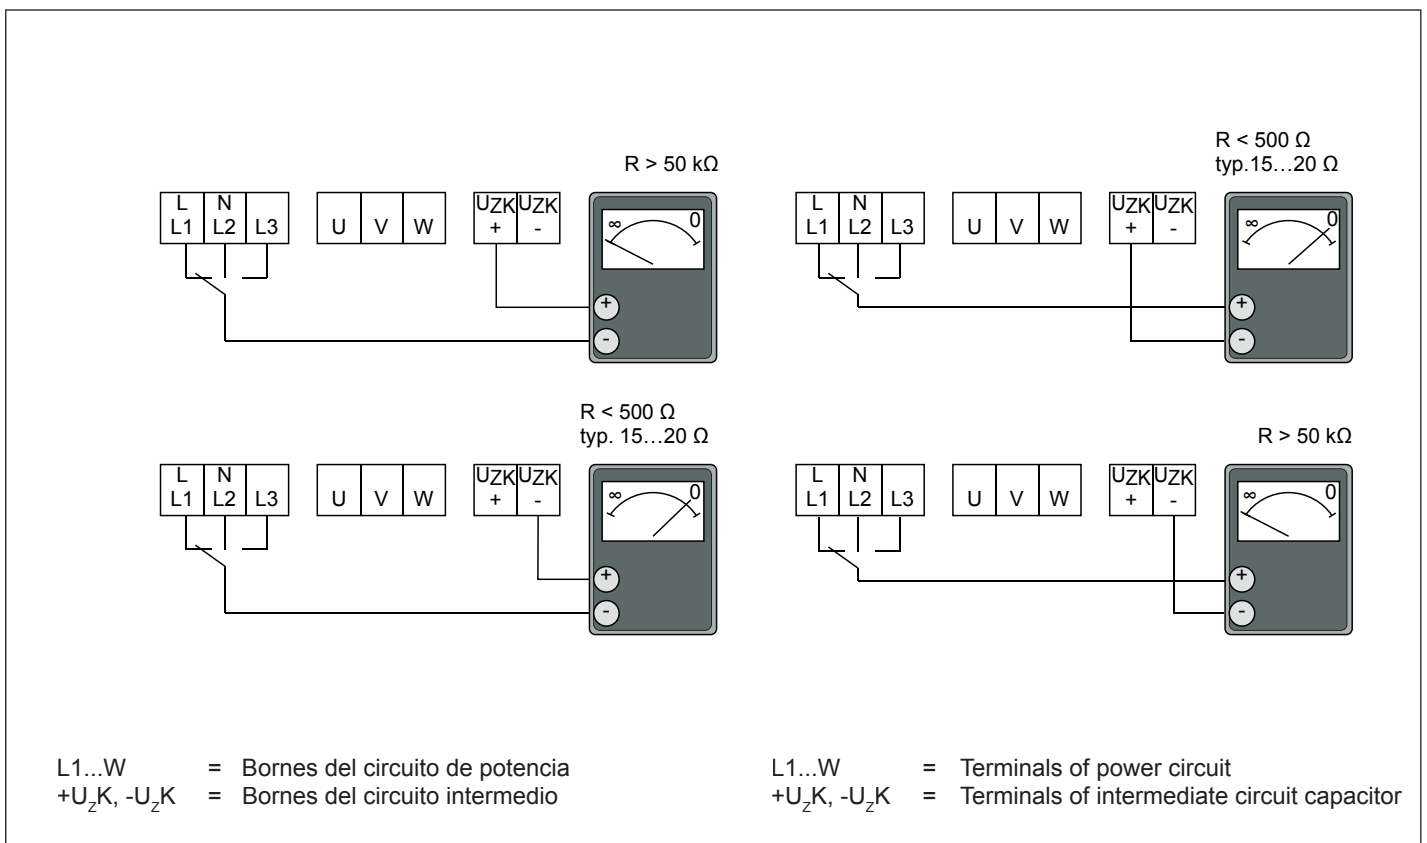 R > 50 kΩ
L N UZK UZK
L1 L2 L3 U V W + -
∞ 0
+
-
R < 500 Ω
typ.15…20 Ω
L N UZK UZK
L1 L2 L3 U V W + -
∞ 0
+
-
R < 500 Ω
typ. 15…20 Ω
L N UZK UZK
L1 L2 L3 U V W + -
∞ 0
+
-
R > 50 kΩ
L N UZK UZK
L1 L2 L3 U V W + -
∞ 0
+
-
L1...W = Bornes del circuito de potencia
+UZK, -UZK = Bornes del circuito intermedio
L1...W = Terminals of power circuit
+UZK, -UZK = Terminals of intermediate circuit capacitor